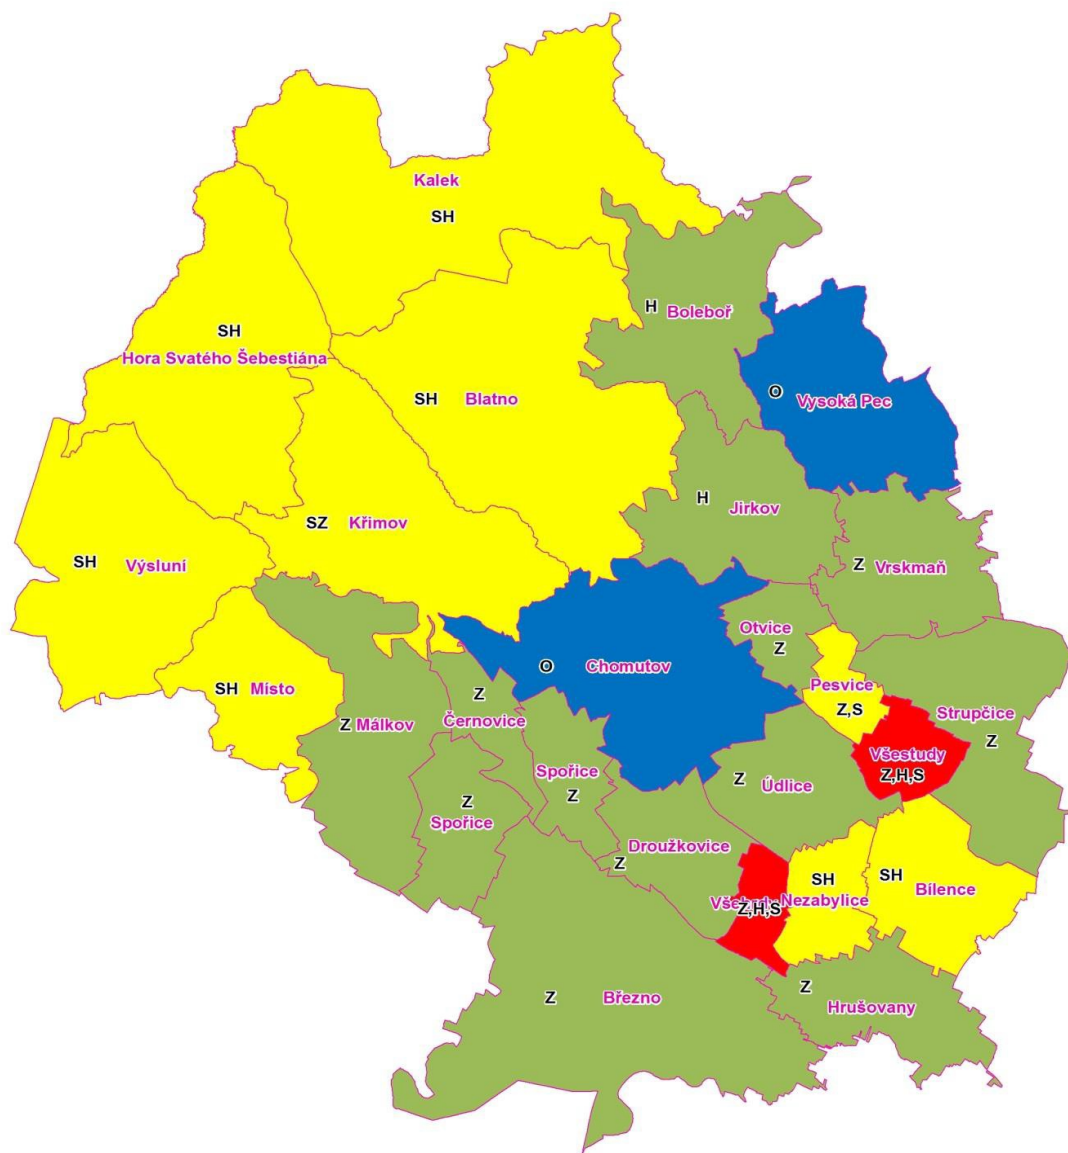 Kalek
SH
H
Boleboř
SH
Hora Svatého Šebestiána
SH
Blatno
O
Vysoká Pec
H
Jirkov
SZ
Křimov
SH
Výsluní
Z
Vrskmaň
Otvice
Z
O
Chomutov
SH
Místo
Pesvice
Z,S
Z
Černovice
Z
Málkov
Strupčice
Z
Všestudy
Z,H,S
Spořice
Z
Z
Údlice
Z
Spořice
Droužkovice
Z
SH
Nezabylice
SH
Bílence
Z,H,S
Z
Březno
Z
Hrušovany